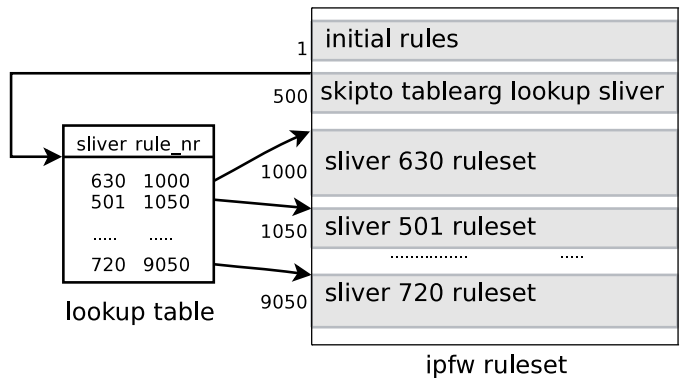 1
initial rules
500
skipto tablearg lookup sliver
sliver rule_nr
630 1000
501 1050
..... .....
720 9050
lookup table
1000
sliver 630 ruleset
1050
sliver 501 ruleset
................. .....
9050
sliver 720 ruleset
ipfw ruleset